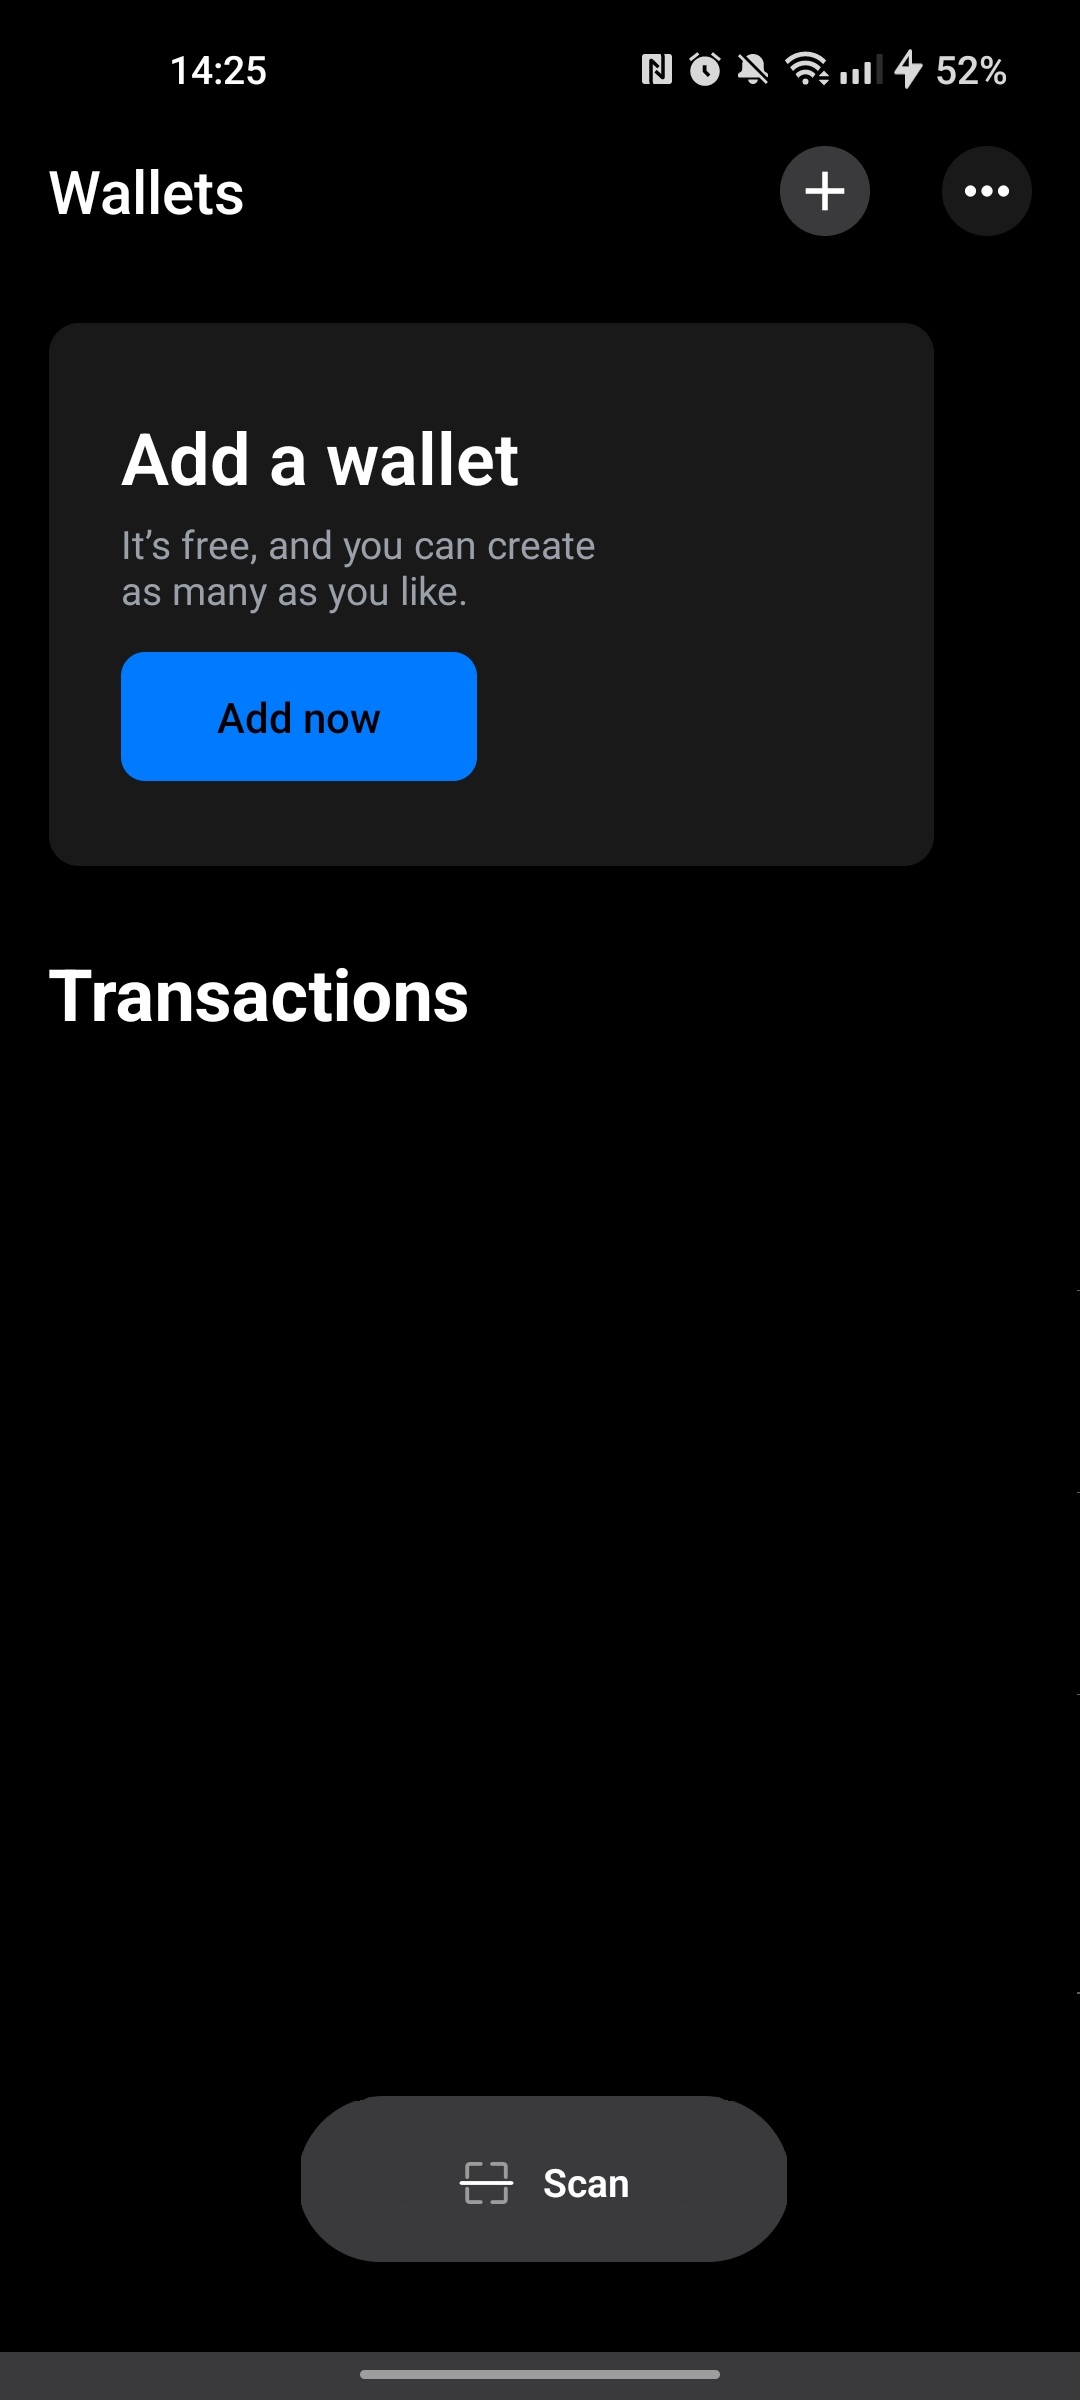 14:25
52%
Wallets
Add a wallet
It’s free, and you can create
as many as you like.
Add now
Transactions
Scan